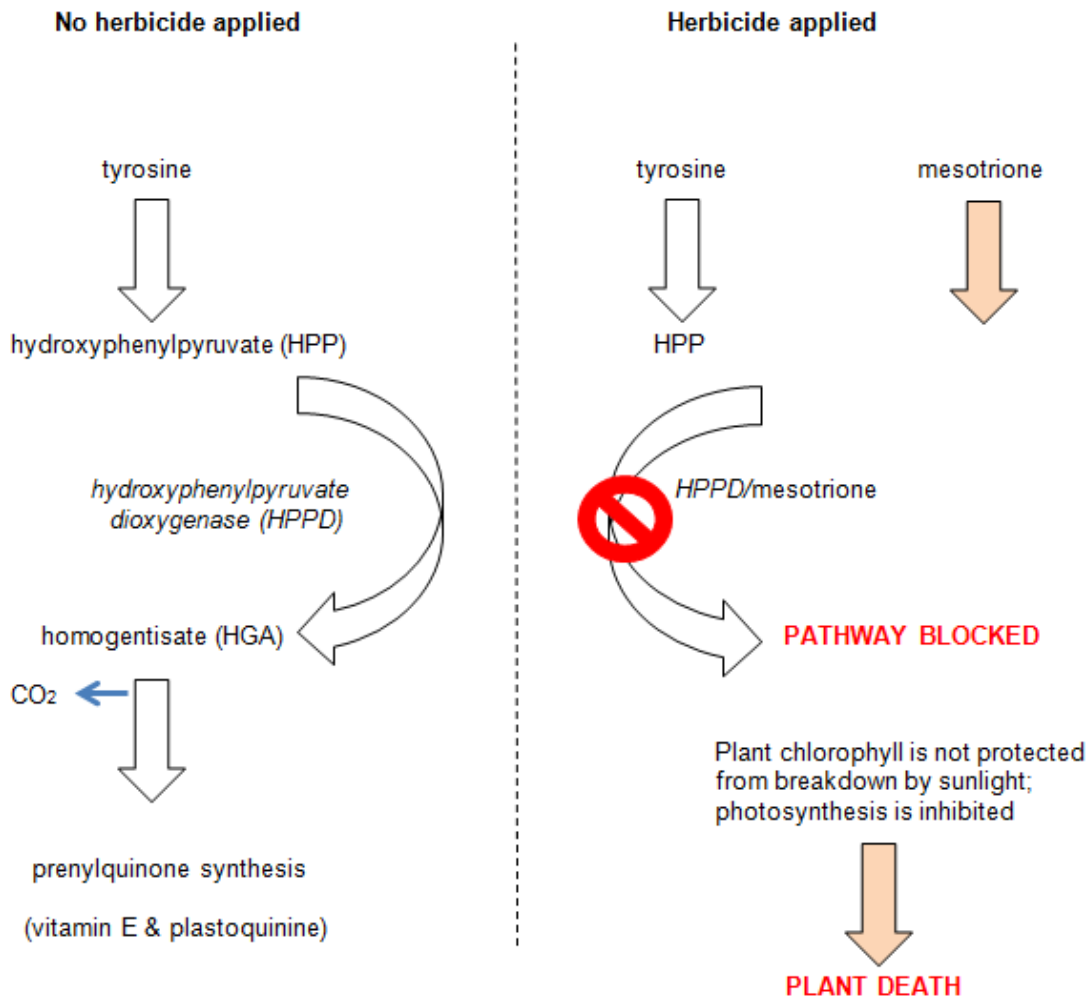 No herbicide applied
tyrosine
hydroxyphenylpyruvate (HPP)
hydroxyphenylpyruvate
dioxygenase (HPPD)
homogentisate (HGA)
CO₂
prenylquinone synthesis
(vitamin E & plastoquinine)
Herbicide applied
tyrosine
mesotrione
HPP
HPPD/mesotrione
PATHWAY BLOCKED
Plant chlorophyll is not protected
from breakdown by sunlight;
photosynthesis is inhibited
PLANT DEATH